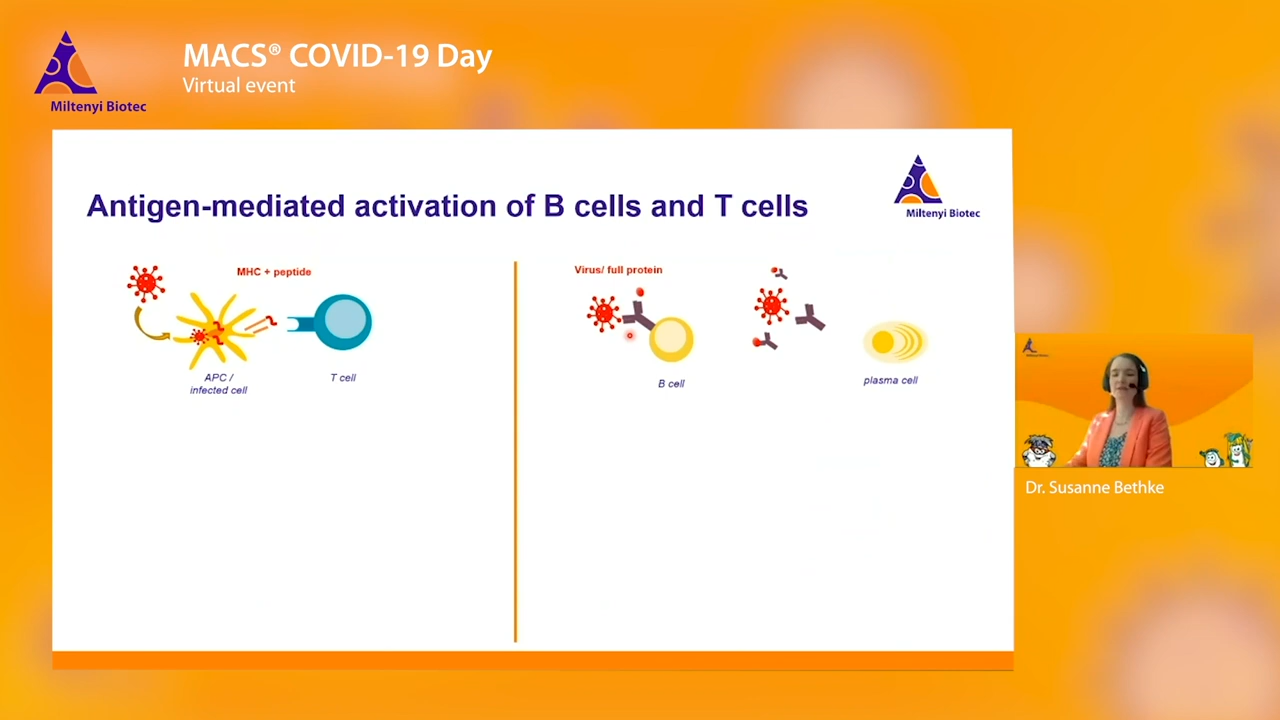 MACS® COVID-19 Day
Virtual event
Miltenyi Biotec
Antigen-mediated activation of B cells and T cells
Miltenyi Biotec
MHC + peptide
APC /
infected cell
T cell
Virus/ full protein
B cell
plasma cell
Dr. Susanne Bethke